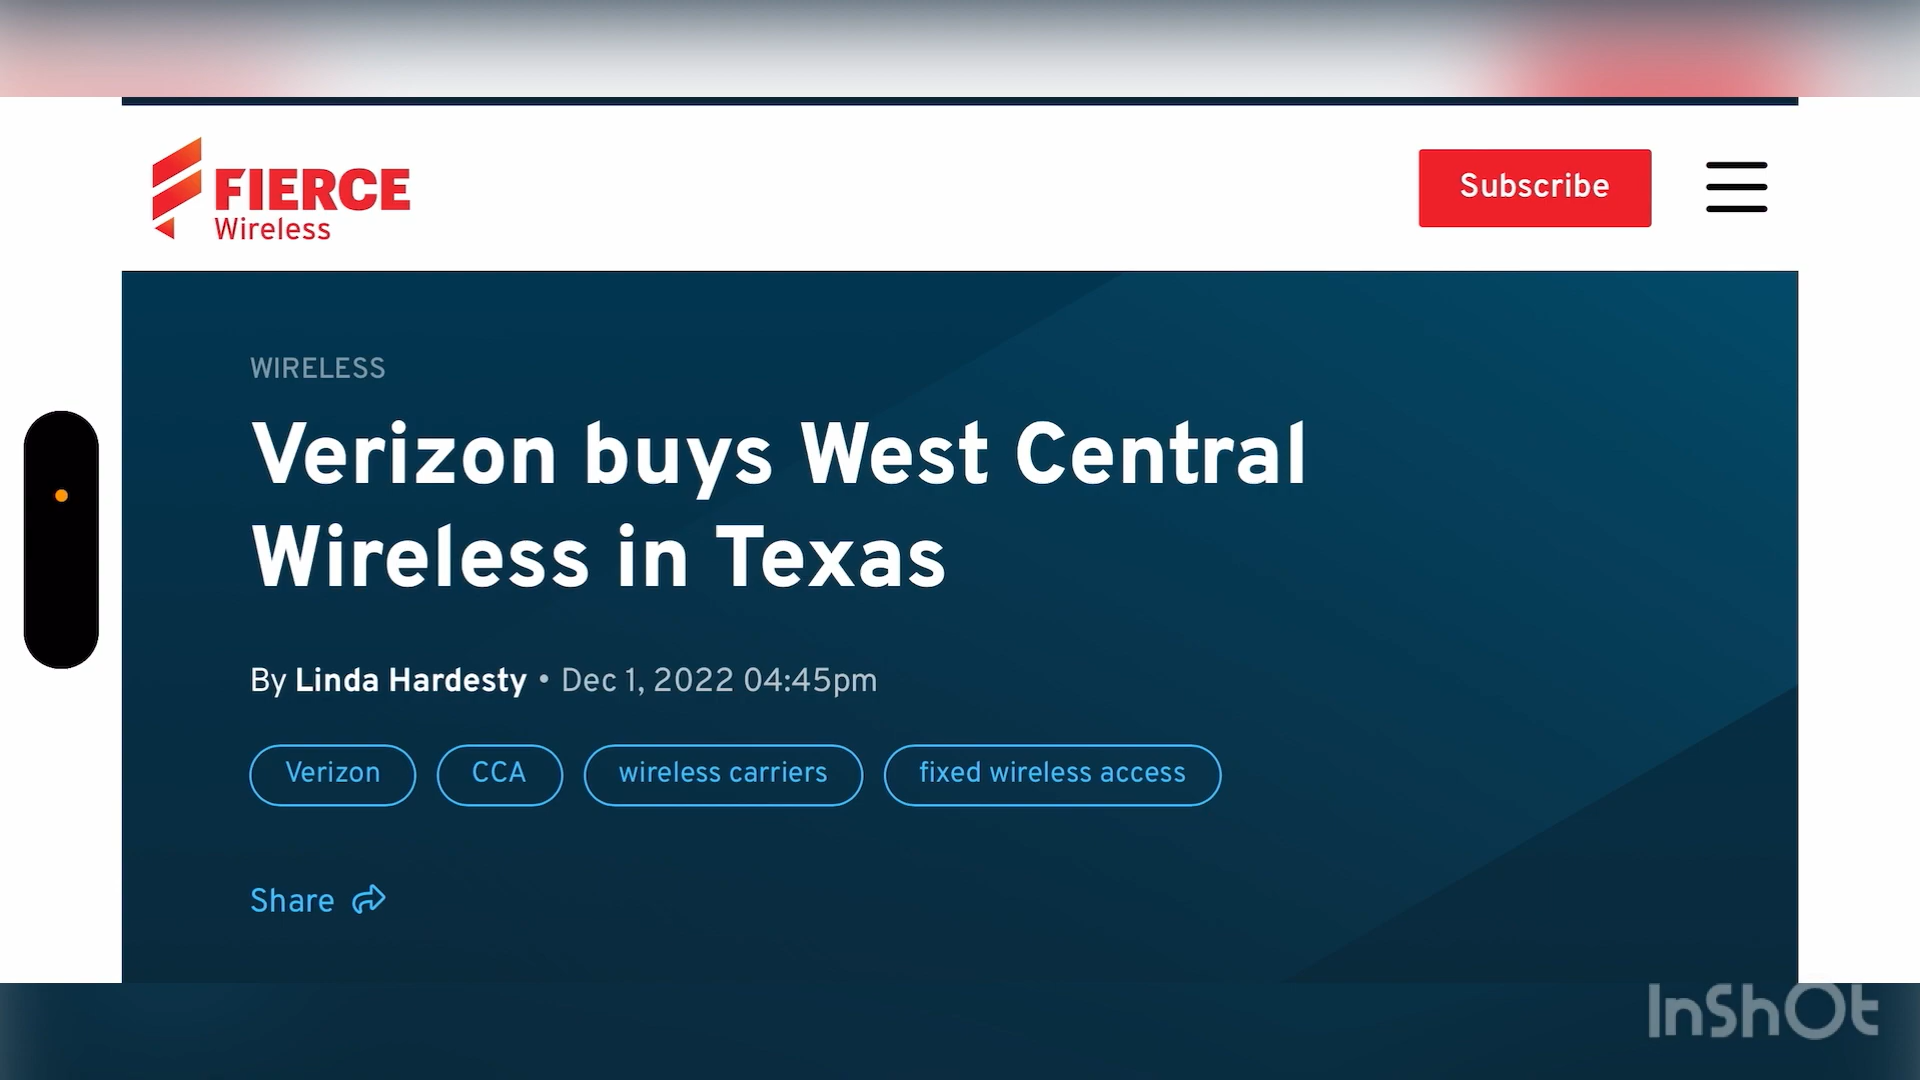 FIERCE
Wireless
Subscribe
WIRELESS
Verizon buys West Central
Wireless in Texas
By Linda Hardesty • Dec 1, 2022 04:45pm
Verizon CCA wireless carriers fixed wireless access
Share
InShOt